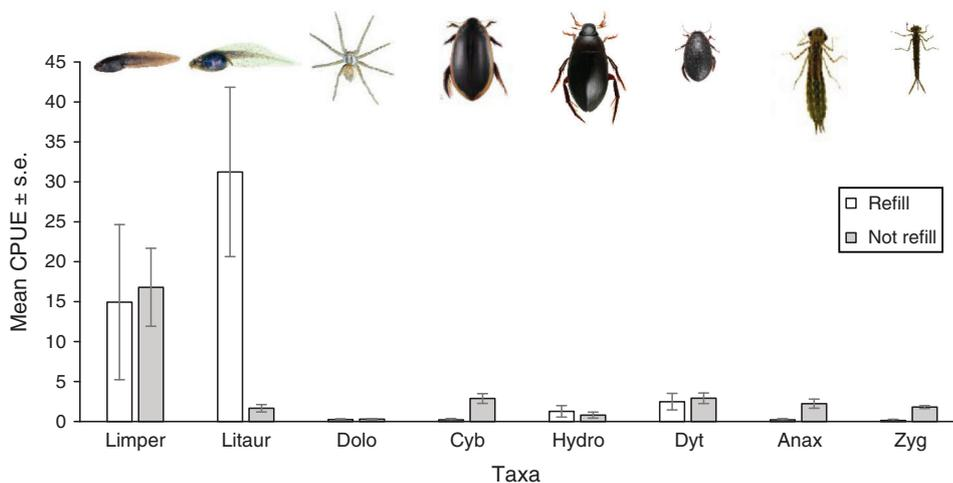 45
40
35
30
25
20
15
10
5
0
Mean CPUE ± s.e.
Refill
Not refill
Limper Litaur Dolo Cyb Hydro Dyt Anax Zyg
Taxa